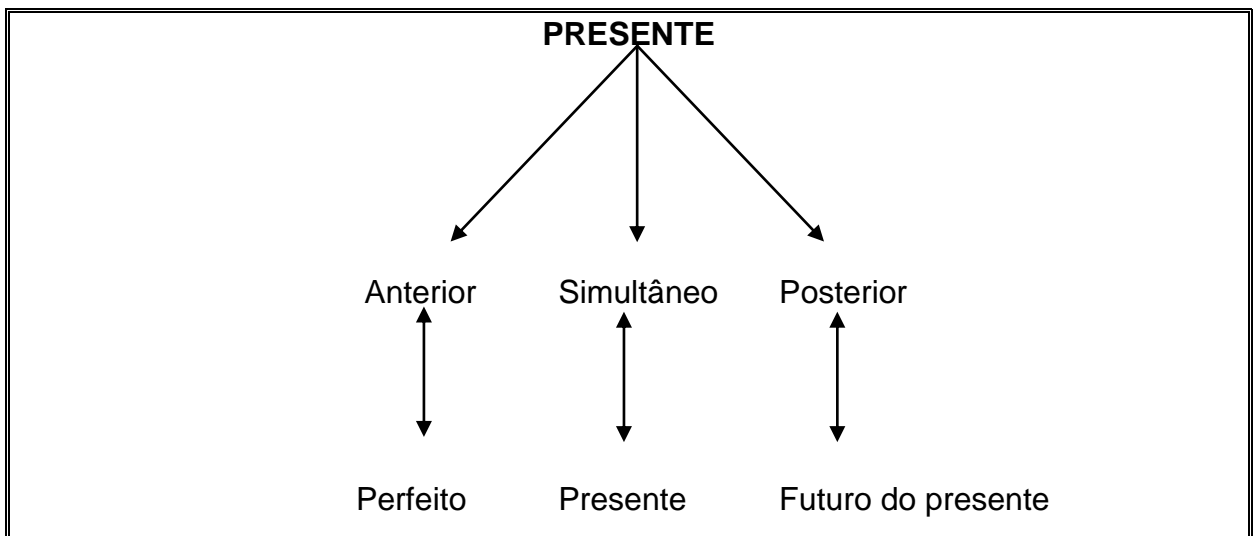 PRESENTE
Anterior Simultâneo Posterior
Perfeito Presente Futuro do presente